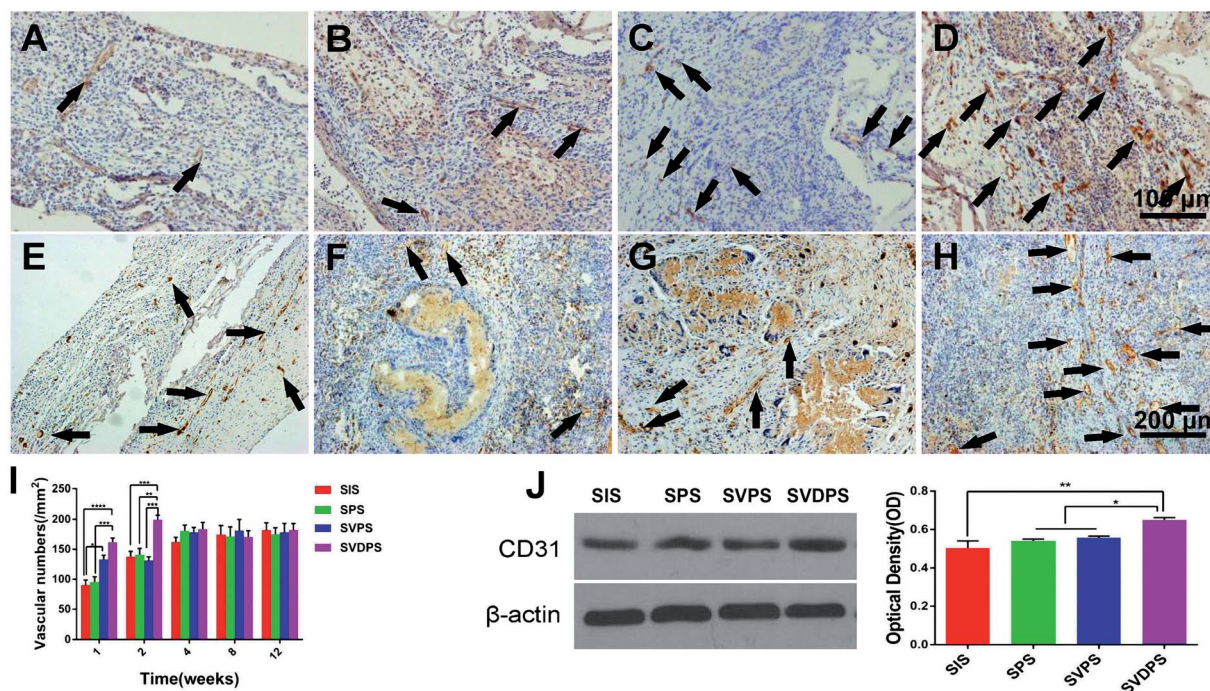 A
B
C
D
100 μm
E
F
G
H
200 μm
I
Vascular numbers(/mm²)
250
200
150
100
50
0
****
***
*
***
**
***
1
2
4
8
12
Time(weeks)
SIS
SPS
SVPS
SVDPS
J
SIS
SPS
SVPS
SVDPS
CD31
β-actin
Optical Density(OD)
0.8
0.6
0.4
0.2
0.0
**
*
SIS
SPS
SVPS
SVDPS